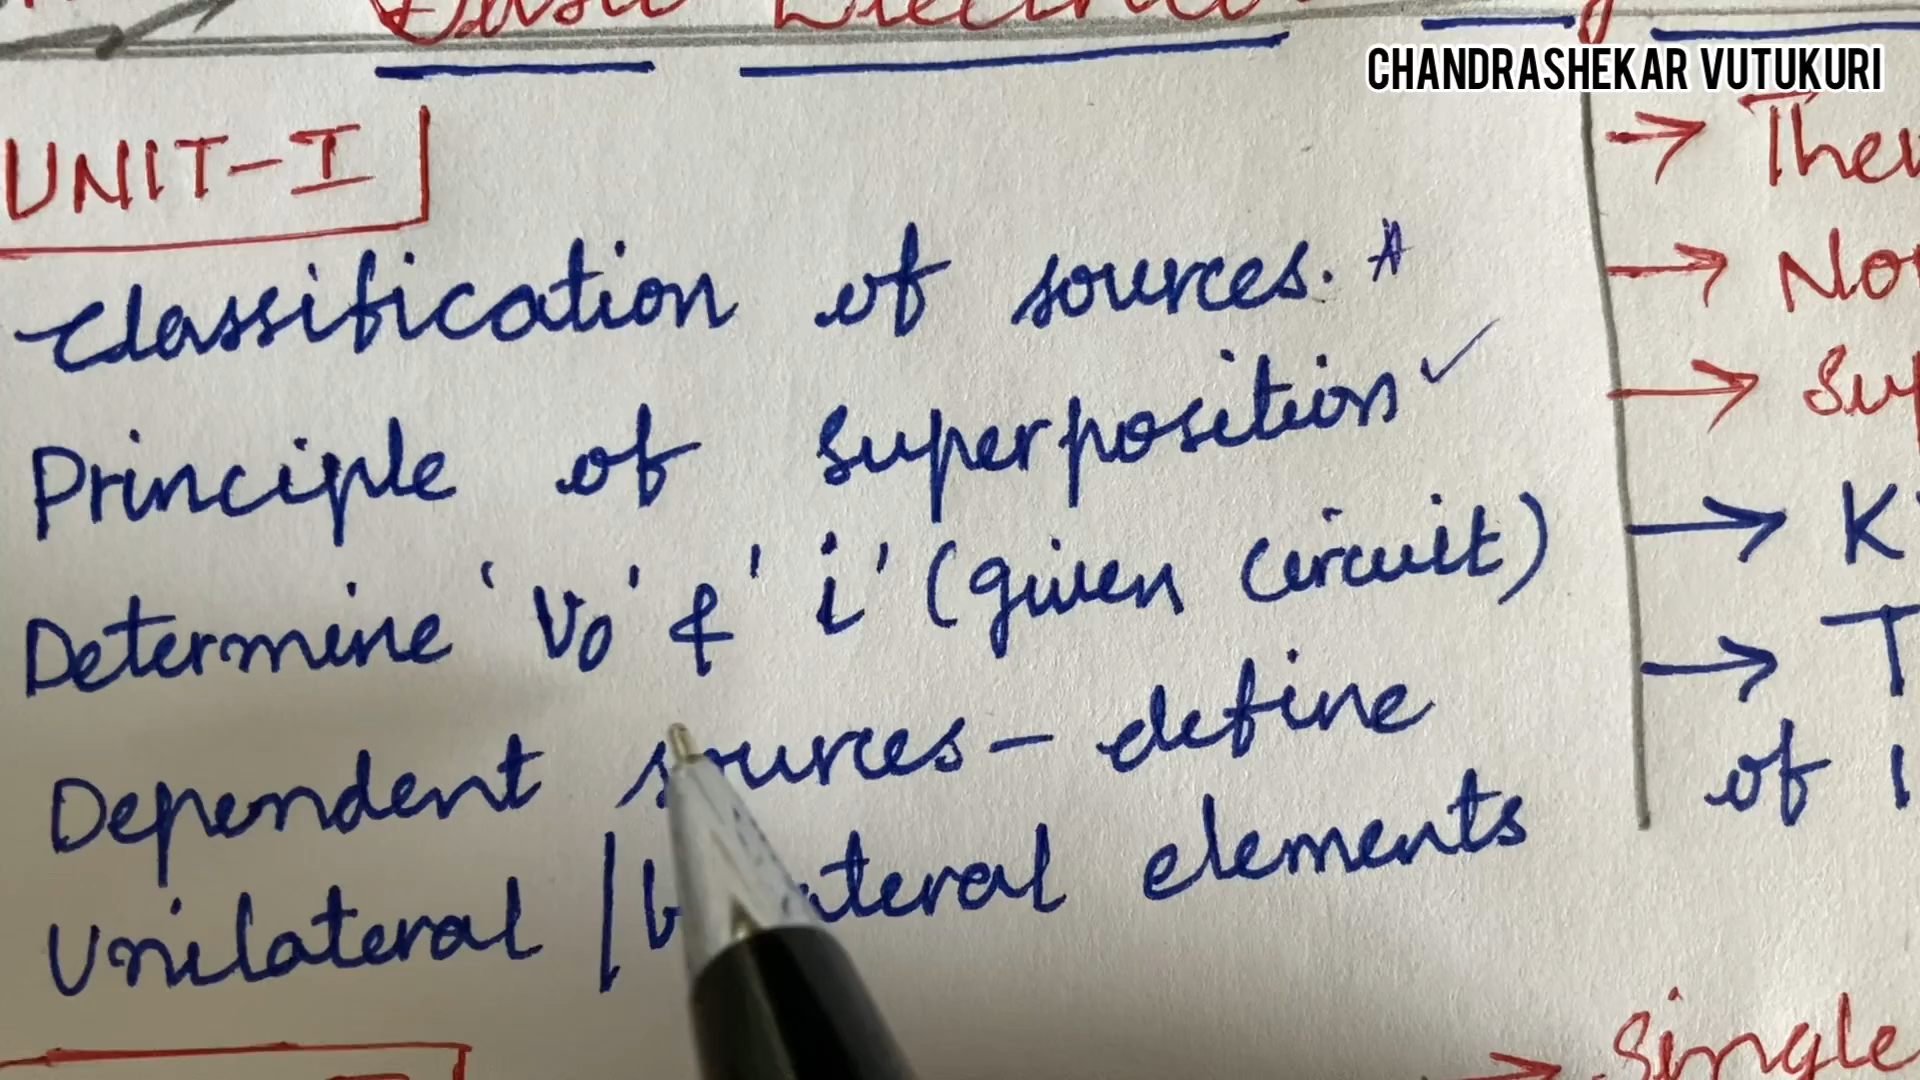 CHANDRASHEKAR VUTUKURI
UNIT-I
Classification of sources.
Principle of superposition
Determine 'V0' & 'i' (given circuit)
Dependent sources - define
Unilateral / bilateral elements
→
→
→
→ K
→ T
of
→ Single